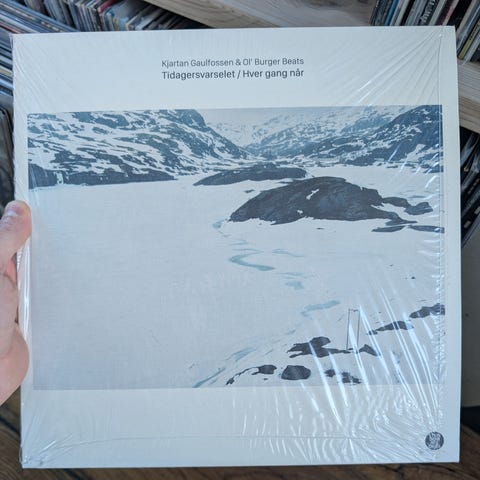 Kjartan Gaulfossen & Ol' Burger Beats
Tidagersvarselet / Hver gang når